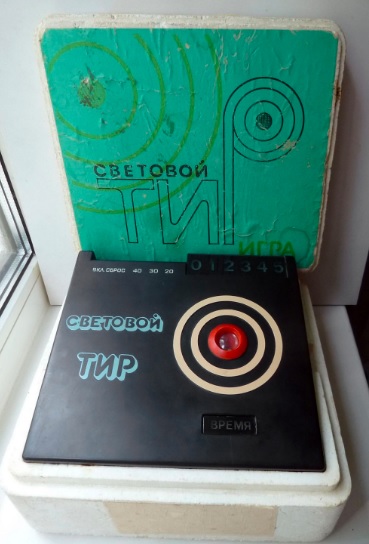 СВЕТОВОЙ
ТИР
ИГРА
ВКЛ. СБРОС 40 30 20
0 1 2 3 4 5
СВЕТОВОЙ
ТИР
ВРЕМЯ